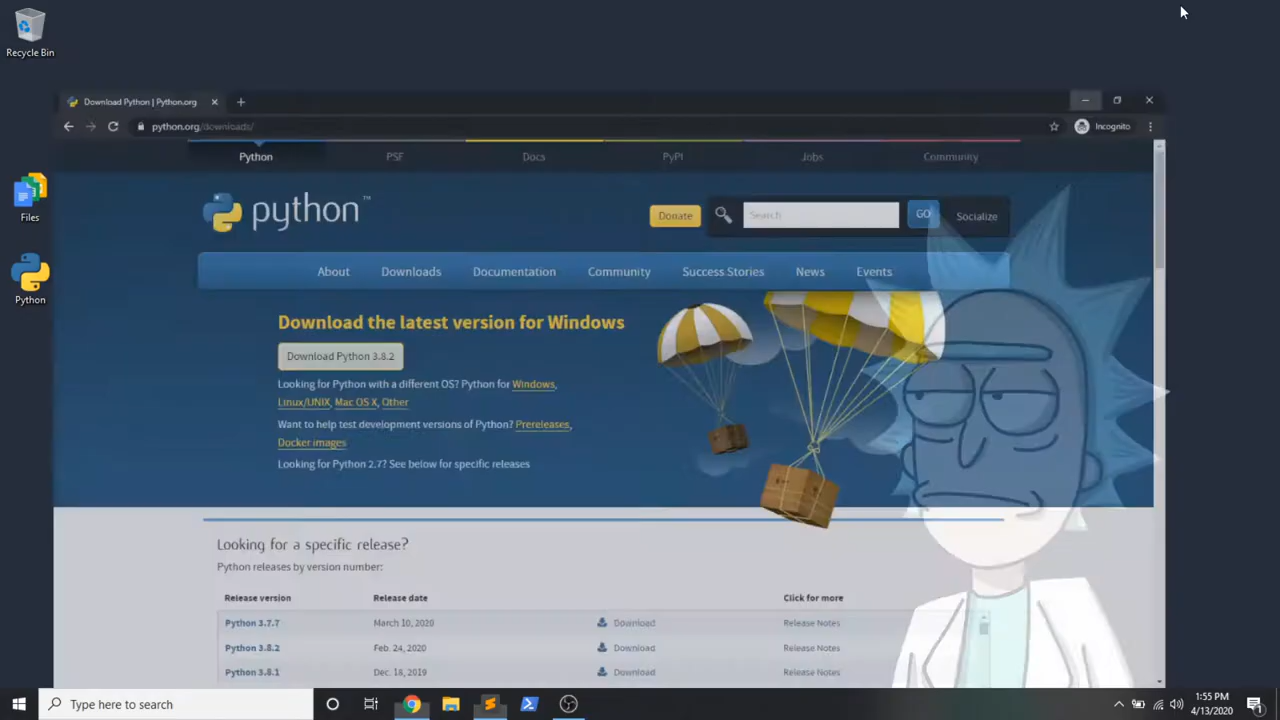 Recycle Bin
Files
Python
Download Python | Python.org
python.org/downloads/
Incognito
Python PSF Docs PyPI Jobs Community
python™
Donate
Search
GO
Socialize
About Downloads Documentation Community Success Stories News Events
Download the latest version for Windows
Download Python 3.8.2
Looking for Python with a different OS? Python for Windows,
Linux/UNIX, Mac OS X, Other
Want to help test development versions of Python? Prereleases,
Docker images
Looking for Python 2.7? See below for specific releases
Looking for a specific release?
Python releases by version number:
Release version Release date Click for more
Python 3.7.7 March 10, 2020 Download Release Notes
Python 3.8.2 Feb. 24, 2020 Download Release Notes
Python 3.8.1 Dec. 18, 2019 Download Release Notes
Type here to search
1:55 PM
4/13/2020
1